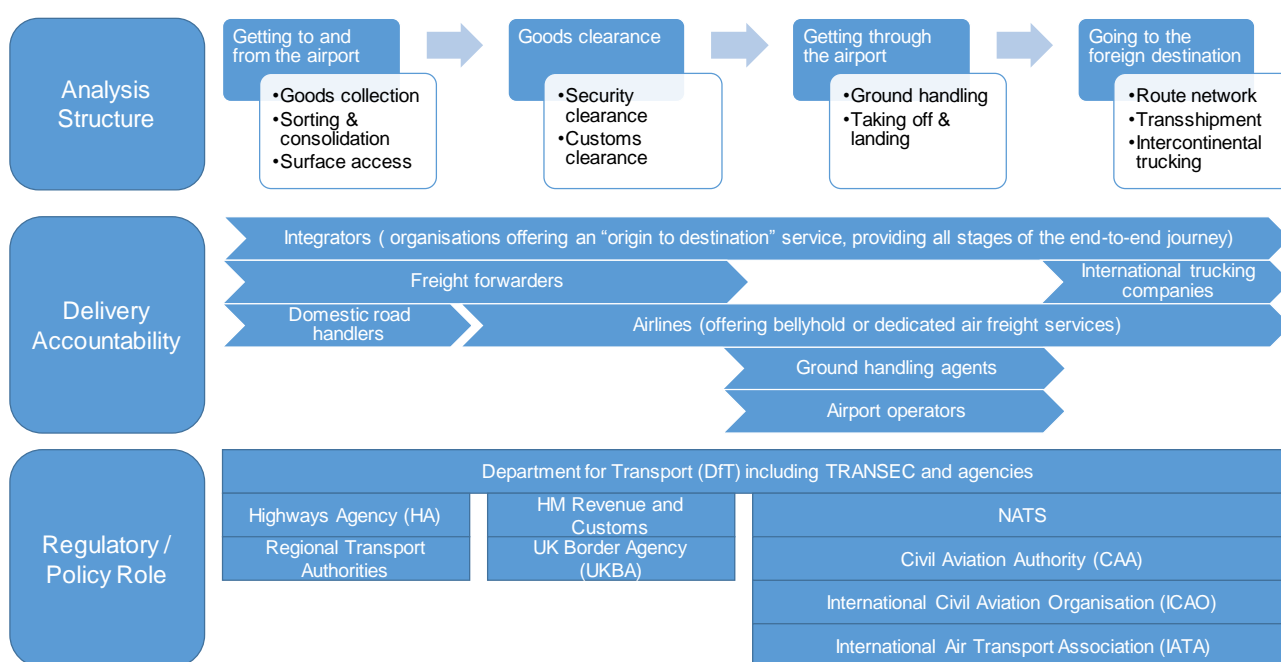 Analysis
Structure
Getting to and
from the airport
•Goods collection
•Sorting &
consolidation
•Surface access
Goods clearance
•Security
clearance
•Customs
clearance
Getting through
the airport
•Ground handling
•Taking off &
landing
Going to the
foreign destination
•Route network
•Transshipment
•Intercontinental
trucking
Delivery
Accountability
Integrators ( organisations offering an “origin to destination” service, providing all stages of the end-to-end journey)
Freight forwarders
International trucking
companies
Domestic road
handlers
Airlines (offering bellyhold or dedicated air freight services)
Ground handling agents
Airport operators
Regulatory /
Policy Role
Department for Transport (DfT) including TRANSEC and agencies
Highways Agency (HA)
Regional Transport
Authorities
HM Revenue and
Customs
UK Border Agency
(UKBA)
NATS
Civil Aviation Authority (CAA)
International Civil Aviation Organisation (ICAO)
International Air Transport Association (IATA)